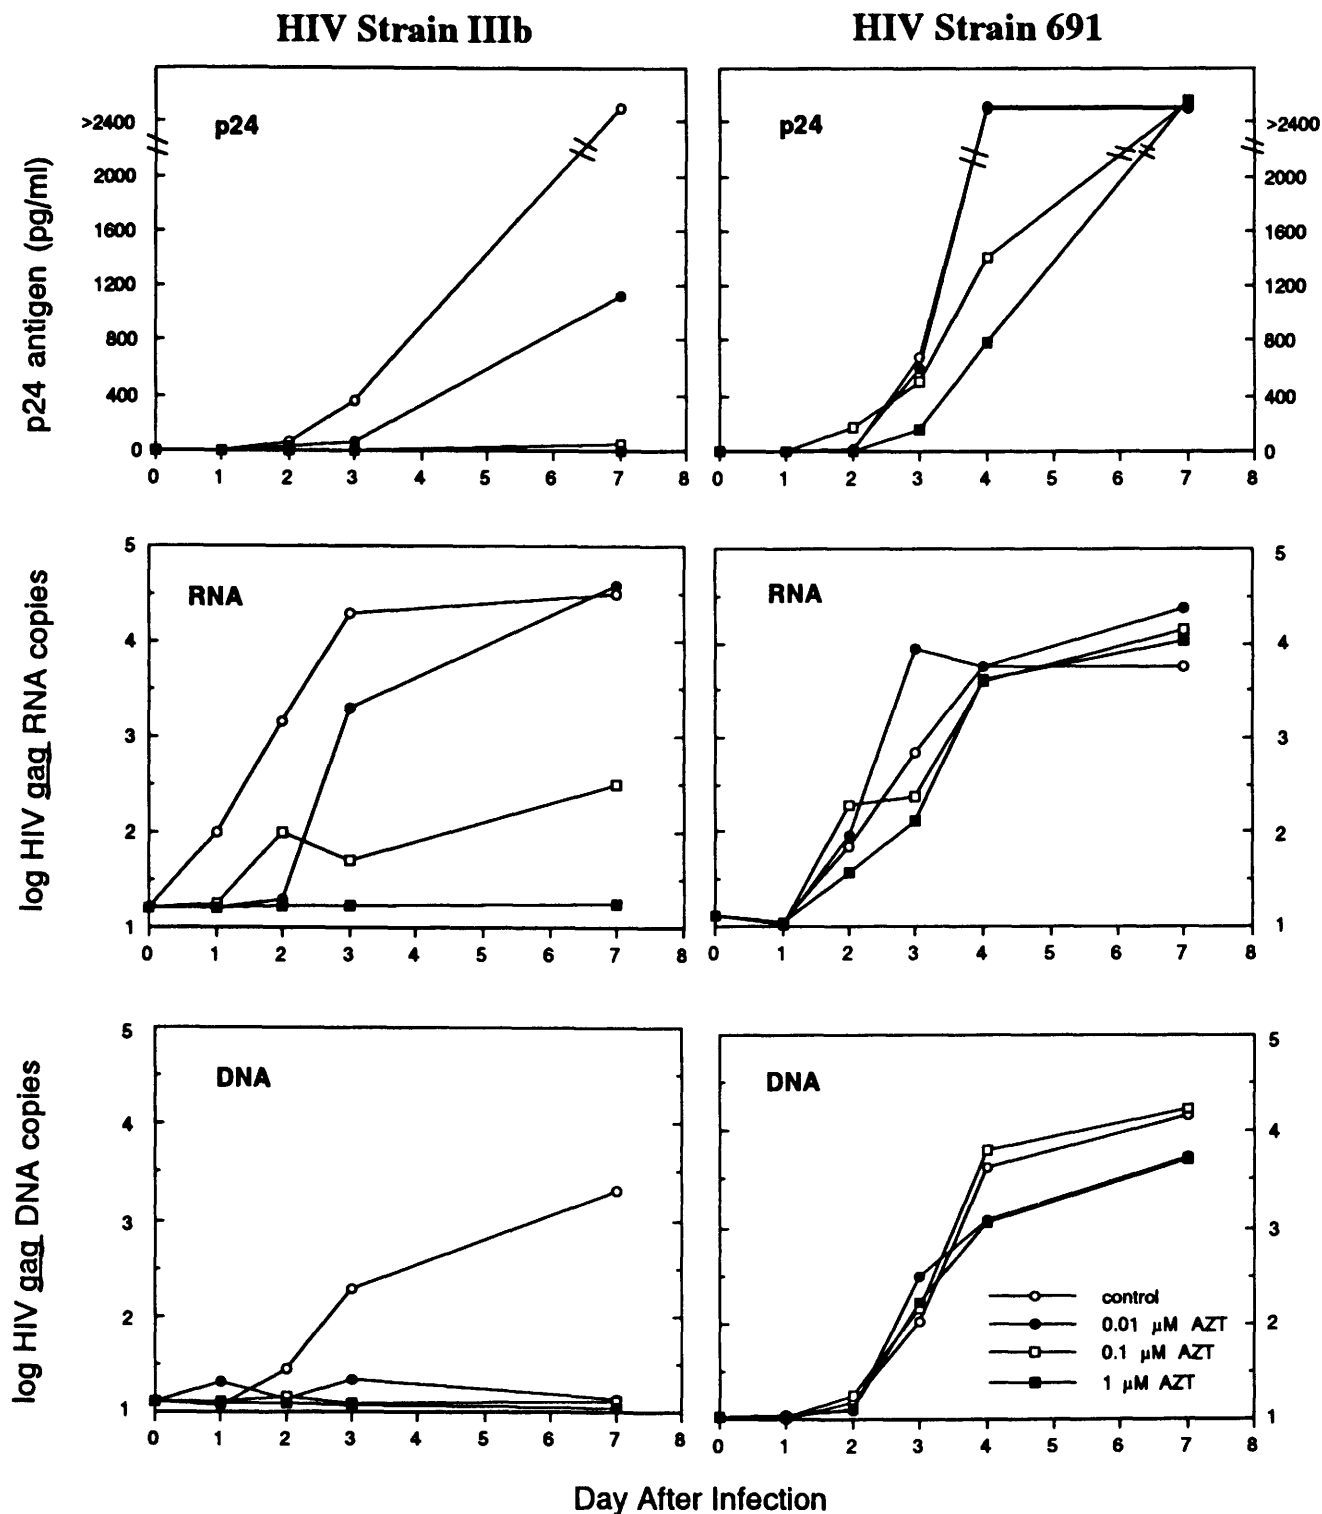 HIV Strain IIIb
HIV Strain 691
p24 antigen (pg/ml)
p24
>2400
2000
1600
1200
800
400
0
0 1 2 3 4 5 6 7 8
p24
>2400
2000
1600
1200
800
400
0
0 1 2 3 4 5 6 7 8
log HIV gag RNA copies
RNA
5
4
3
2
1
0 1 2 3 4 5 6 7 8
RNA
5
4
3
2
1
0 1 2 3 4 5 6 7 8
log HIV gag DNA copies
DNA
5
4
3
2
1
0 1 2 3 4 5 6 7 8
DNA
5
4
3
2
1
control
0.01 µM AZT
0.1 µM AZT
1 µM AZT
0 1 2 3 4 5 6 7 8
Day After Infection